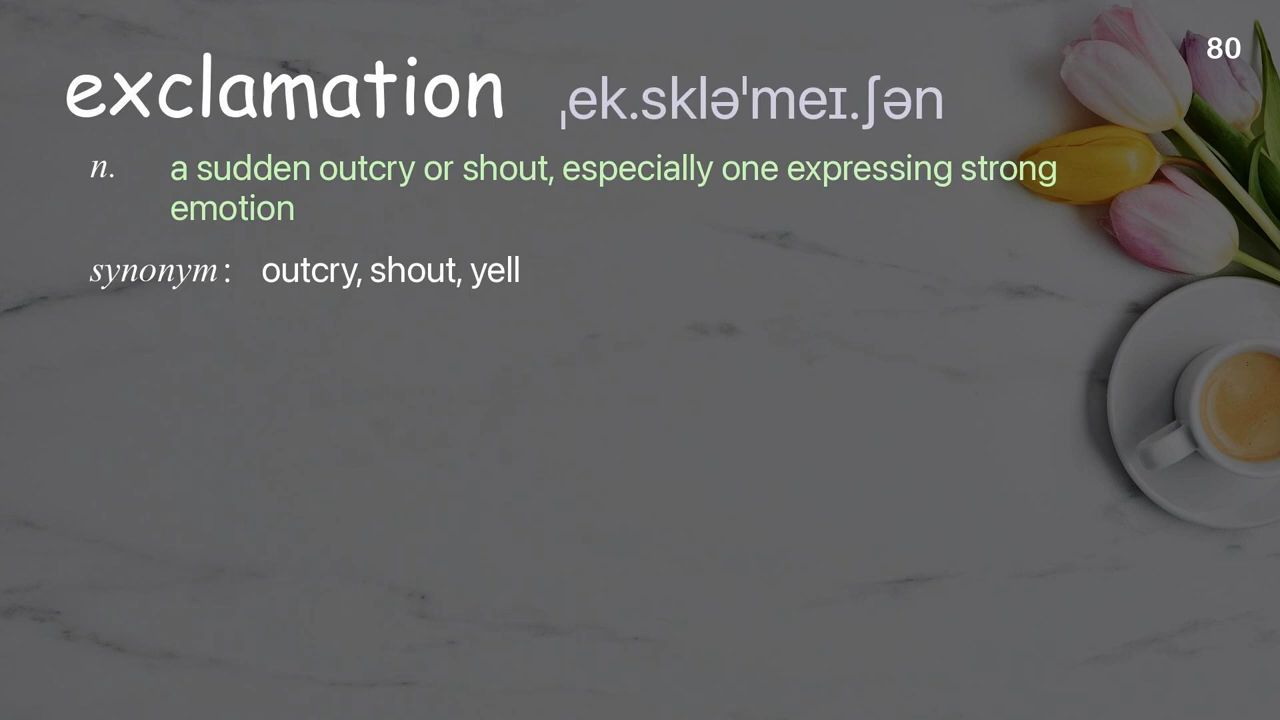 80
exclamation ˌek.skləˈmeɪ.ʃən
n. a sudden outcry or shout, especially one expressing strong
emotion
synonym: outcry, shout, yell